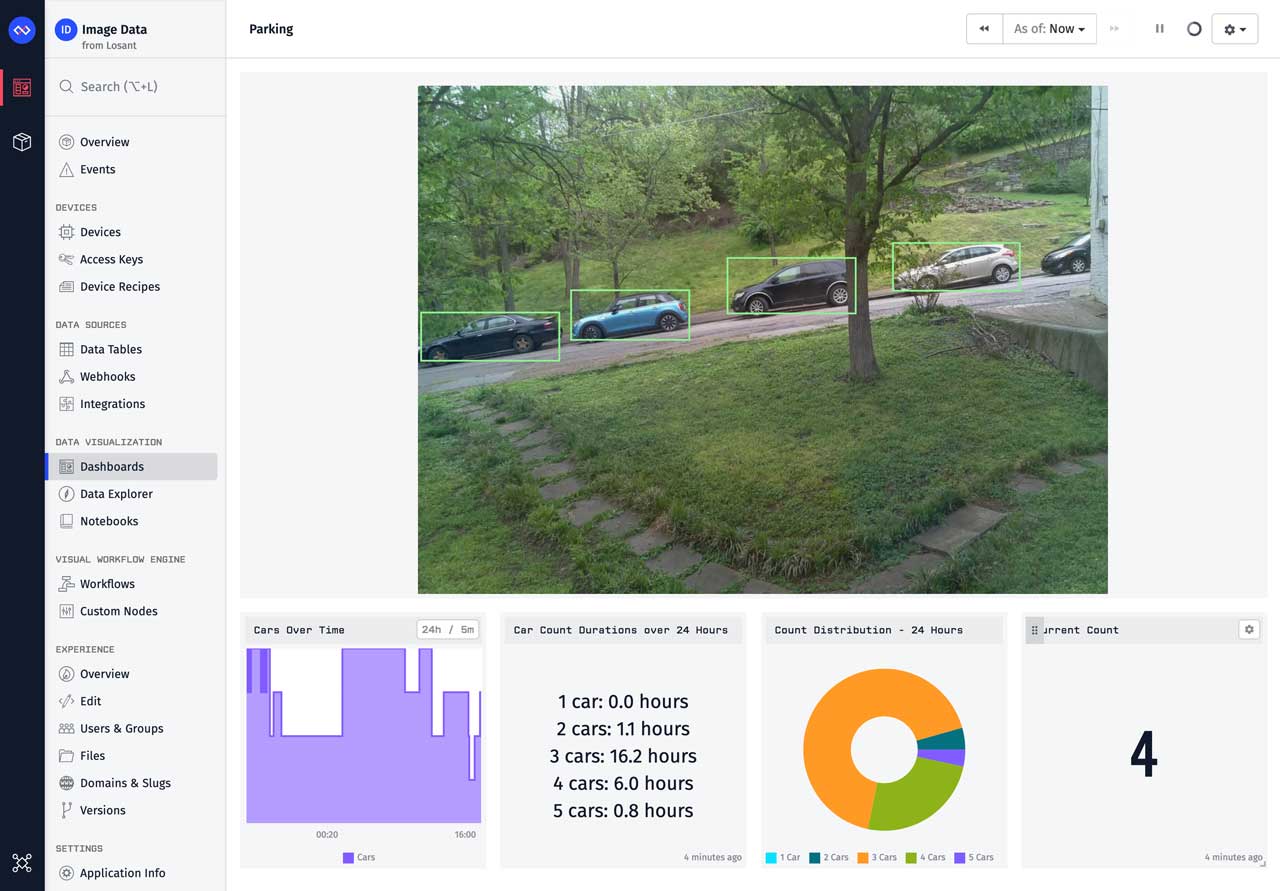 ID Image Data
from Losant
Search (⌥+L)
Overview
Events
DEVICES
Devices
Access Keys
Device Recipes
DATA SOURCES
Data Tables
Webhooks
Integrations
DATA VISUALIZATION
Dashboards
Data Explorer
Notebooks
VISUAL WORKFLOW ENGINE
Workflows
Custom Nodes
EXPERIENCE
Overview
Edit
Users & Groups
Files
Domains & Slugs
Versions
SETTINGS
Application Info
Parking
As of: Now
Cars Over Time
24h / 5m
00:20 16:00
Cars
Car Count Durations over 24 Hours
1 car: 0.0 hours
2 cars: 1.1 hours
3 cars: 16.2 hours
4 cars: 6.0 hours
5 cars: 0.8 hours
4 minutes ago
Count Distribution - 24 Hours
1 Car 2 Cars 3 Cars 4 Cars 5 Cars
urrent Count
4
4 minutes ago